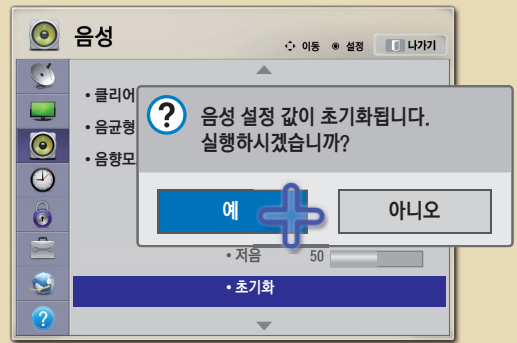 음성
이동 설정 나가기
• 클리어
• 음균형
• 음향모
? 음성 설정 값이 초기화됩니다.
실행하시겠습니까?
예 아니오
• 저음 50
• 초기화
?